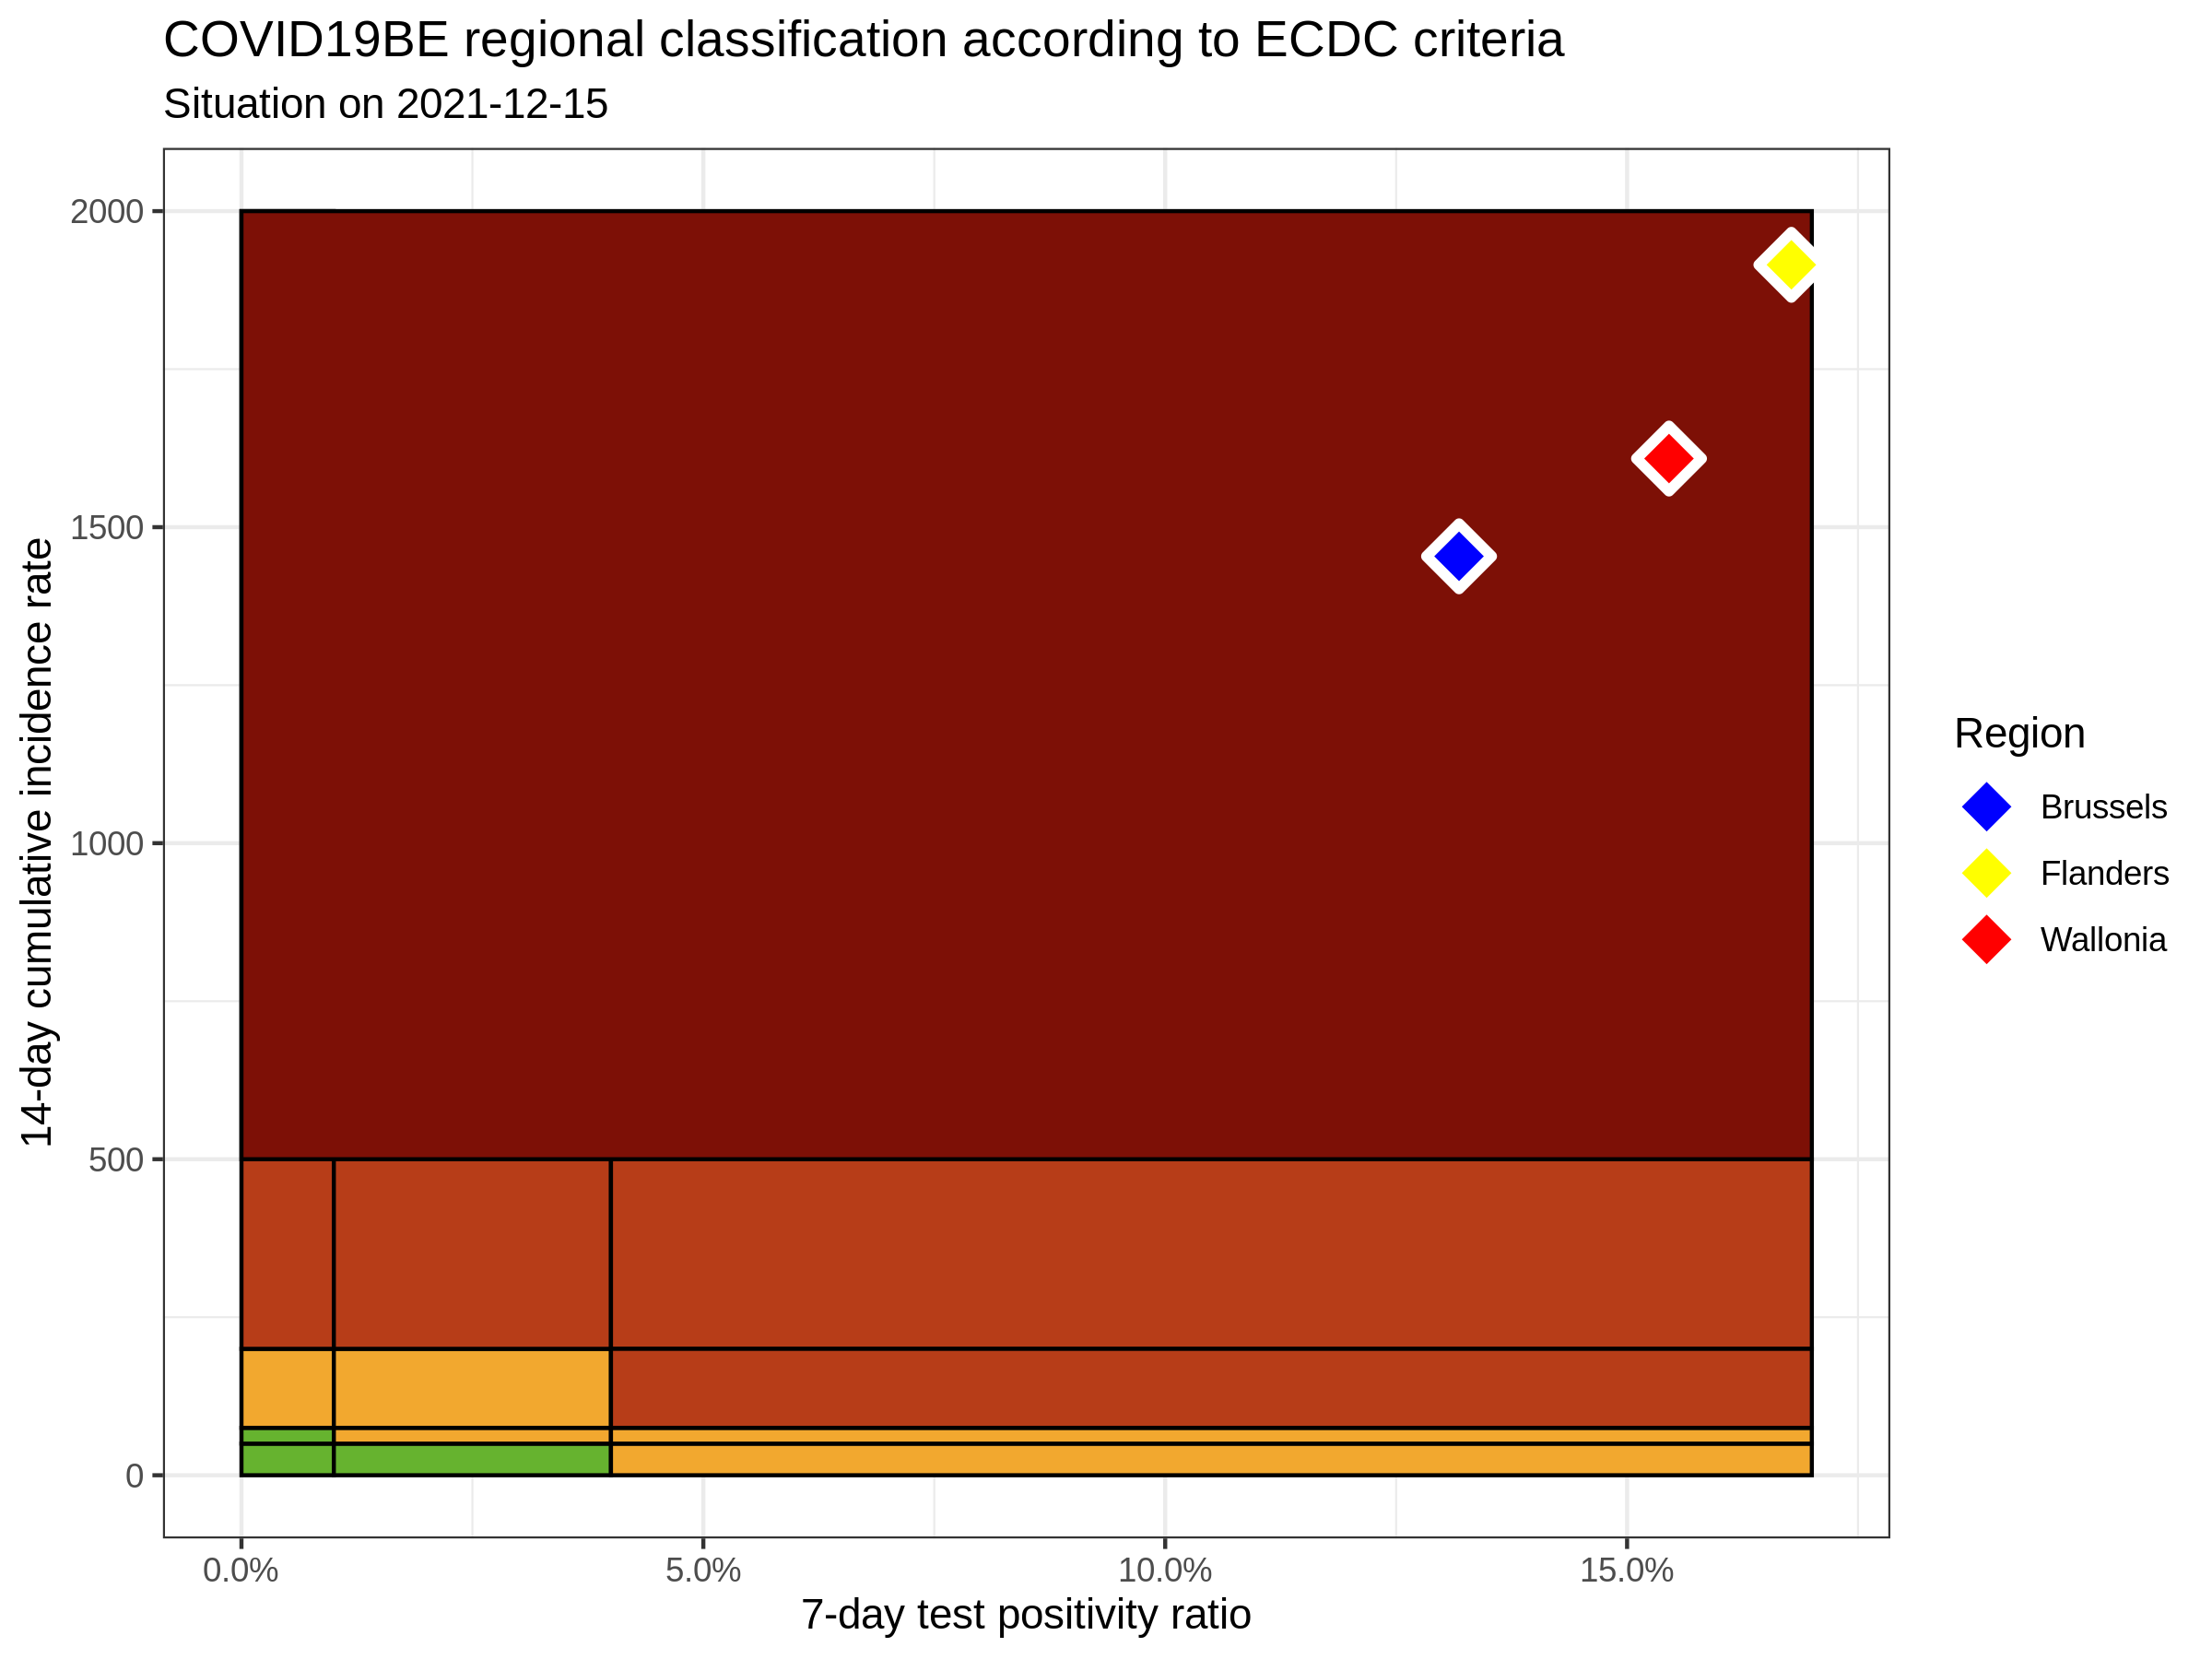 COVID19BE regional classification according to ECDC criteria
Situation on 2021-12-15
14-day cumulative incidence rate
2000
1500
1000
500
0
0.0%
5.0%
10.0%
15.0%
7-day test positivity ratio
Region
Brussels
Flanders
Wallonia